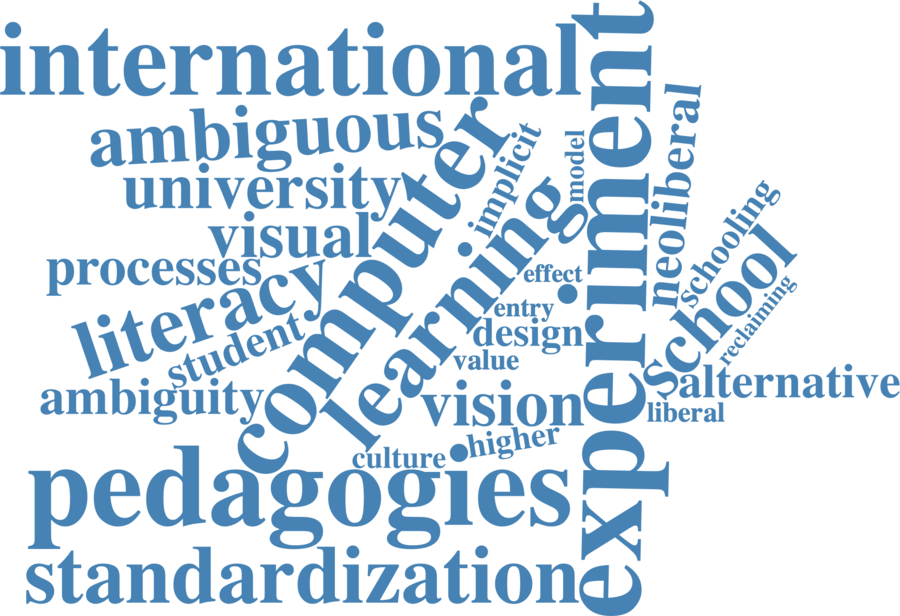 international
experiment
ambiguous
computer
implicit
model
neoliberal
university
visual
learning
schooling
processes
effect
school
literacy
entry
reclaiming
student
design
value
ambiguity
vision
alternative
liberal
culture
higher
pedagogies
standardization